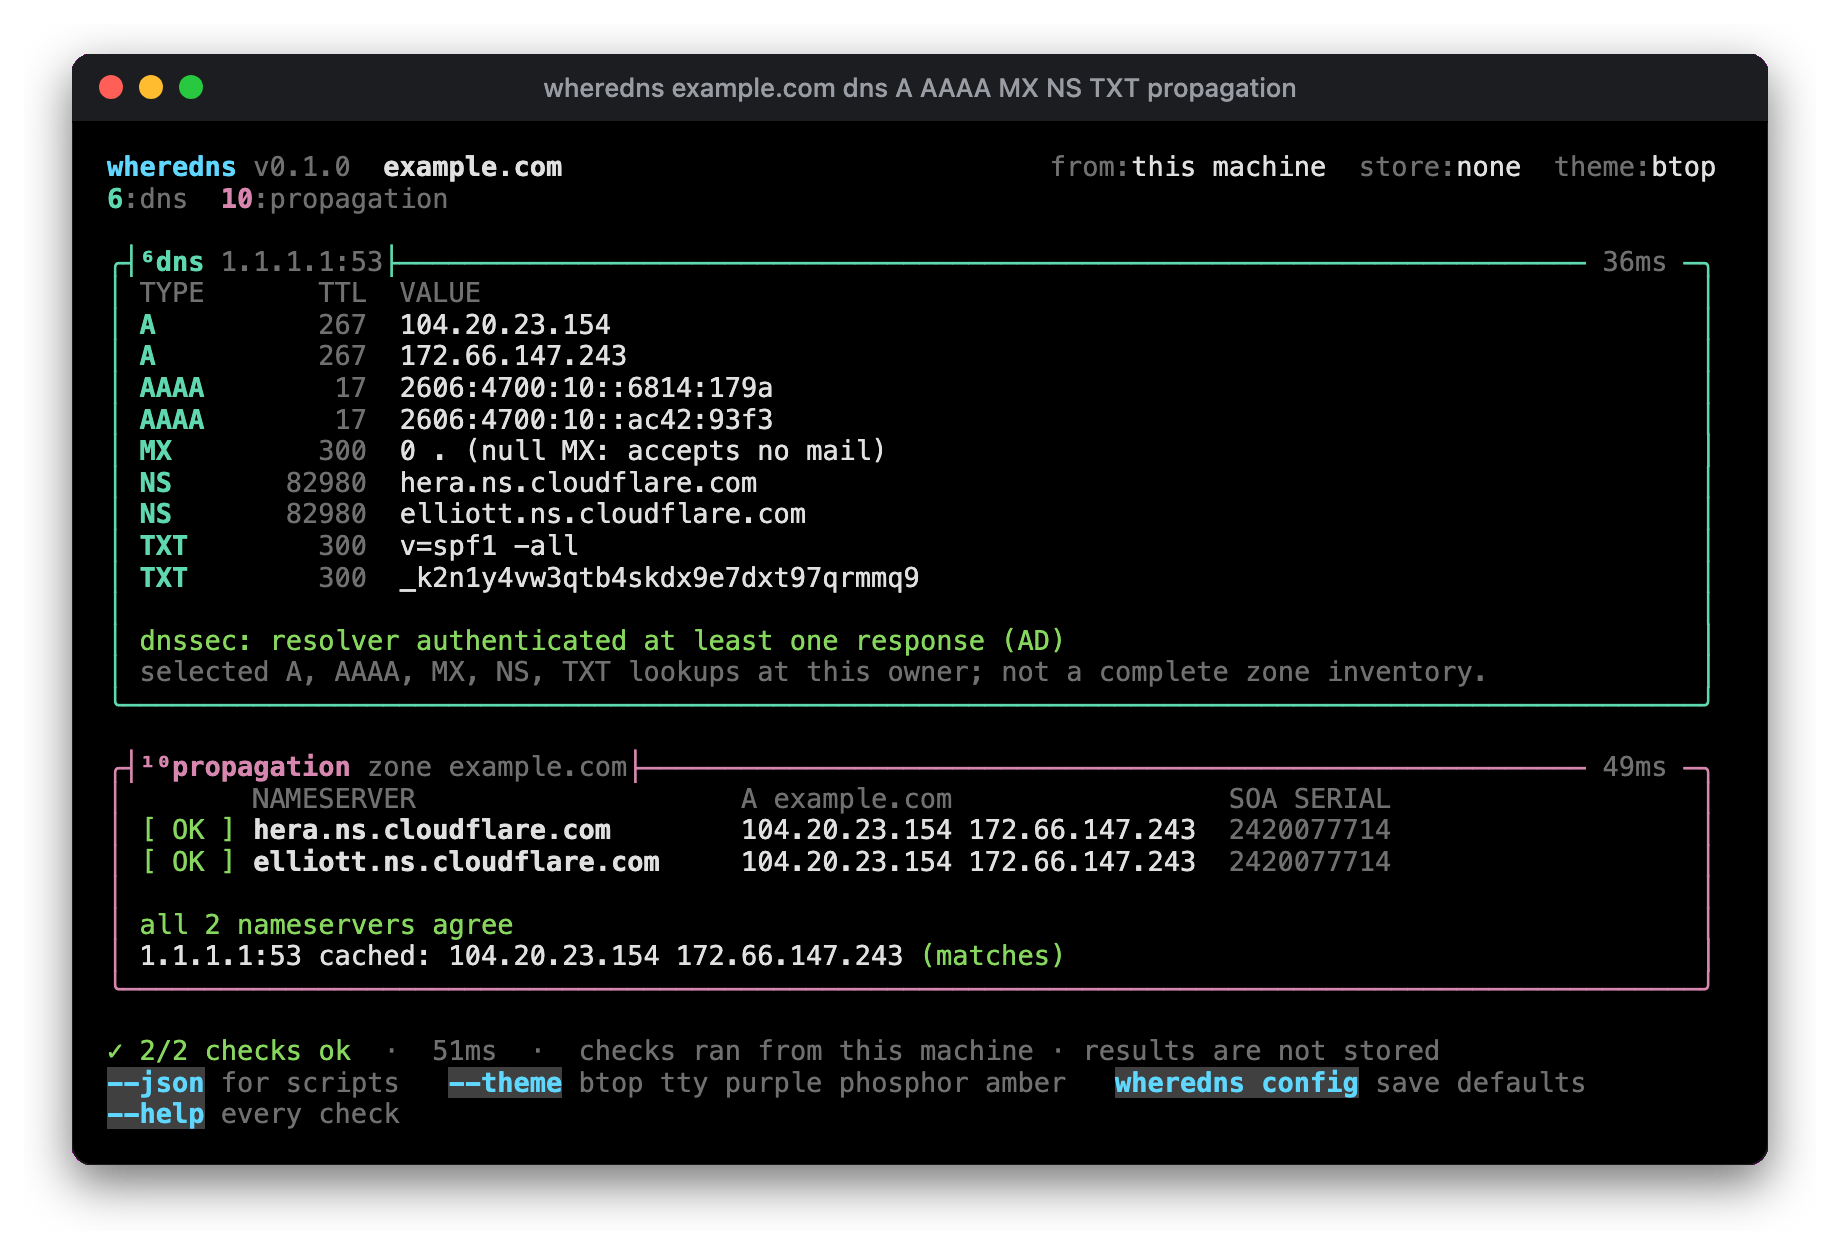 wheredns example.com dns A AAAA MX NS TXT propagation
wheredns v0.1.0 example.com from:this machine store:none theme:btop
6:dns 10:propagation
⁶dns 1.1.1.1:53 36ms
TYPE TTL VALUE
A 267 104.20.23.154
A 267 172.66.147.243
AAAA 17 2606:4700:10::6814:179a
AAAA 17 2606:4700:10::ac42:93f3
MX 300 0 . (null MX: accepts no mail)
NS 82980 hera.ns.cloudflare.com
NS 82980 elliott.ns.cloudflare.com
TXT 300 v=spf1 -all
TXT 300 _k2n1y4vw3qtb4skdx9e7dxt97qrmmq9
dnssec: resolver authenticated at least one response (AD)
selected A, AAAA, MX, NS, TXT lookups at this owner; not a complete zone inventory.
¹⁰propagation zone example.com 49ms
NAMESERVER A example.com SOA SERIAL
[ OK ] hera.ns.cloudflare.com 104.20.23.154 172.66.147.243 2420077714
[ OK ] elliott.ns.cloudflare.com 104.20.23.154 172.66.147.243 2420077714
all 2 nameservers agree
1.1.1.1:53 cached: 104.20.23.154 172.66.147.243 (matches)
✓ 2/2 checks ok · 51ms · checks ran from this machine · results are not stored
--json for scripts --theme btop tty purple phosphor amber wheredns config save defaults
--help every check